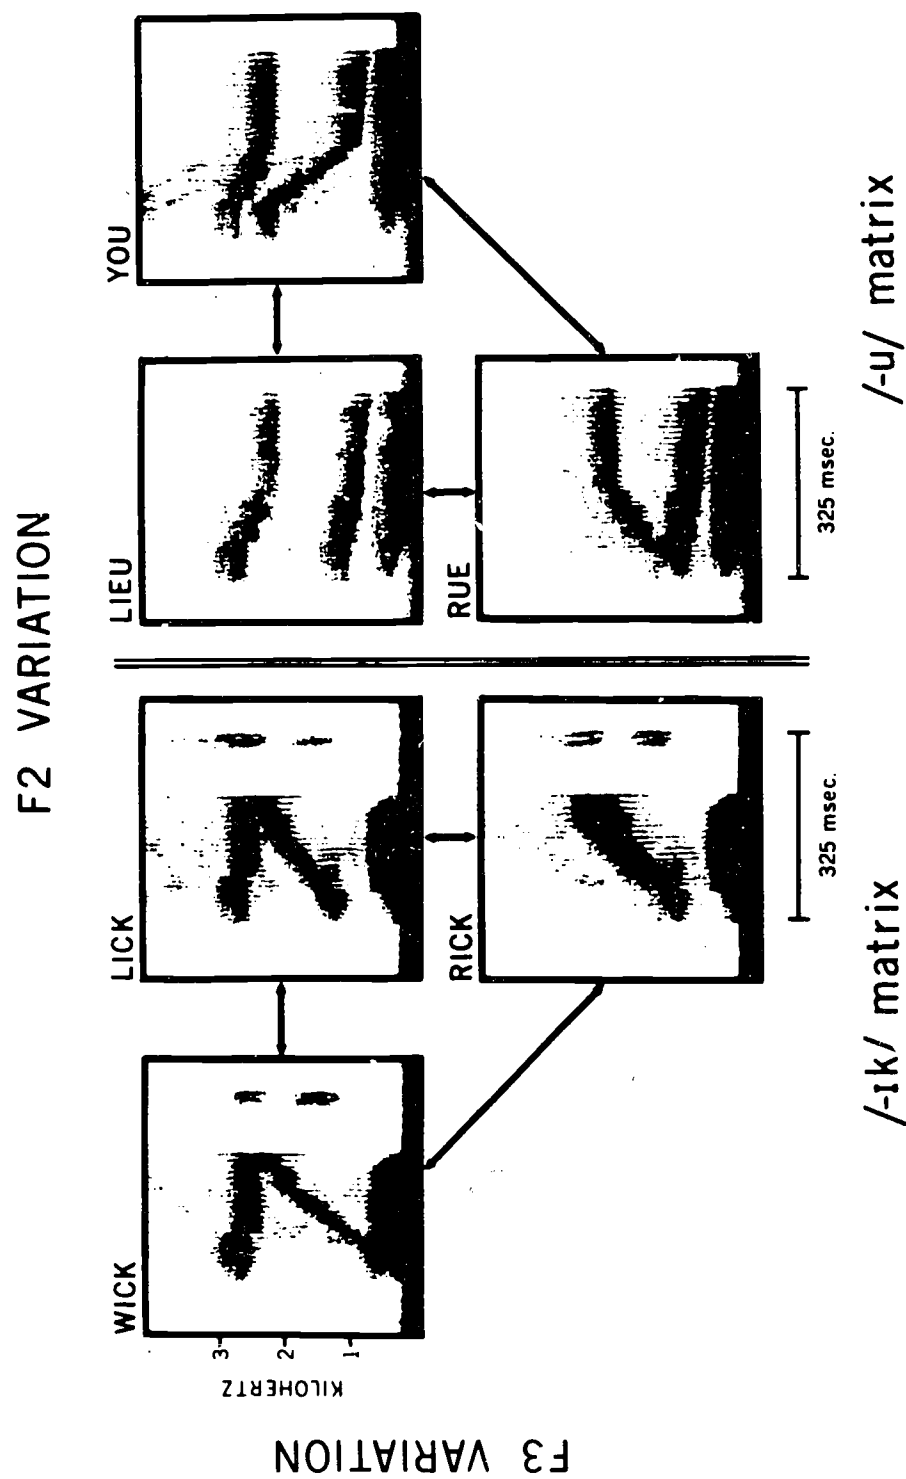 F2 VARIATION
F3 VARIATION
KILOHERTZ
3-
2-
1-
WICK
LICK
LIEU
YOU
RICK
RUE
325 msec.
325 msec.
/-ɪk/ matrix
/-u/ matrix